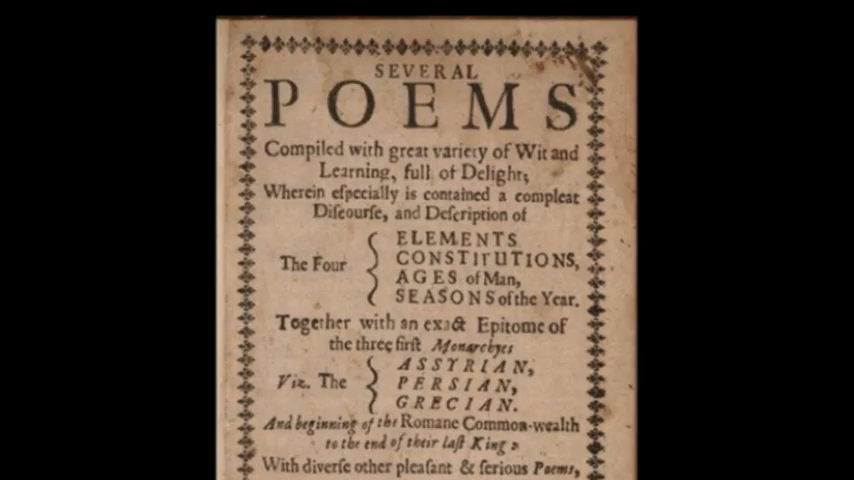 SEVERAL
POEMS
Compiled with great variety of Wit and
Learning, full of Delight;
Wherein eſpecially is contained a compleat
Diſcourſe, and Deſcription of
The Four { ELEMENTS
CONSTITUTIONS,
AGES of Man,
SEASONS of the Year.
Together with an exact Epitome of
the three firſt Monarchyes
Viz. The { ASSYRIAN,
PERSIAN,
GRECIAN.
And beginning of the Romane Common-wealth
to the end of their laſt King:
With diverſe other pleaſant & ſerious Poems,